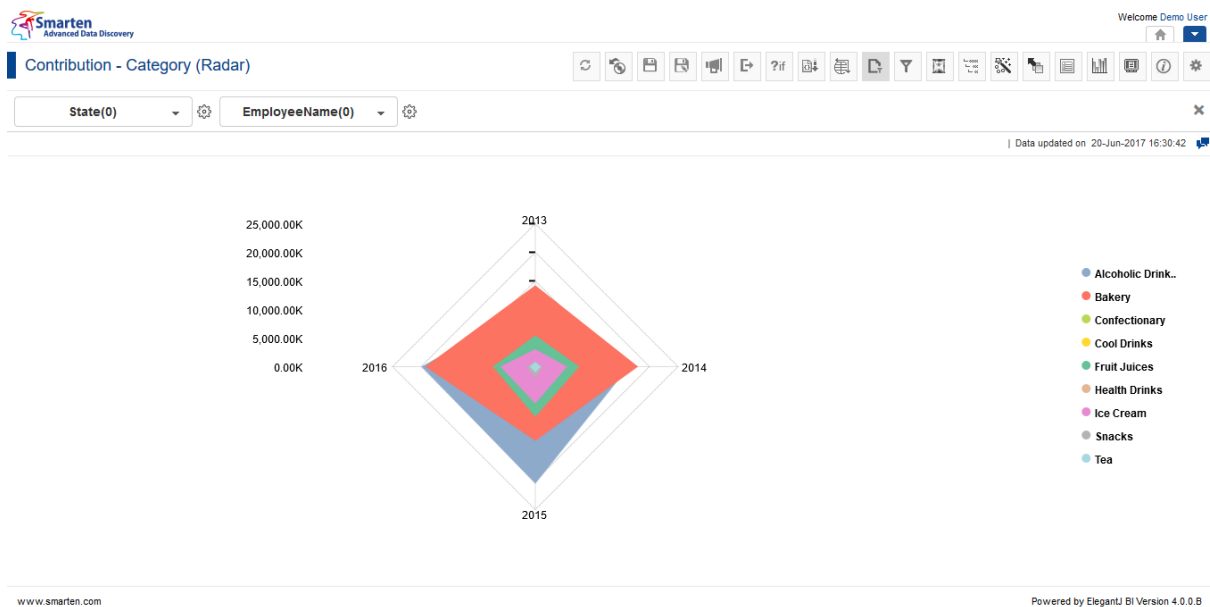 Smarten
Advanced Data Discovery
Welcome Demo User
Contribution - Category (Radar)
?if
State(0)
EmployeeName(0)
Data updated on 20-Jun-2017 16:30:42
25,000.00K
20,000.00K
15,000.00K
10,000.00K
5,000.00K
0.00K
2013
2014
2015
2016
Alcoholic Drink..
Bakery
Confectionary
Cool Drinks
Fruit Juices
Health Drinks
Ice Cream
Snacks
Tea
www.smarten.com
Powered by ElegantJ BI Version 4.0.0.B